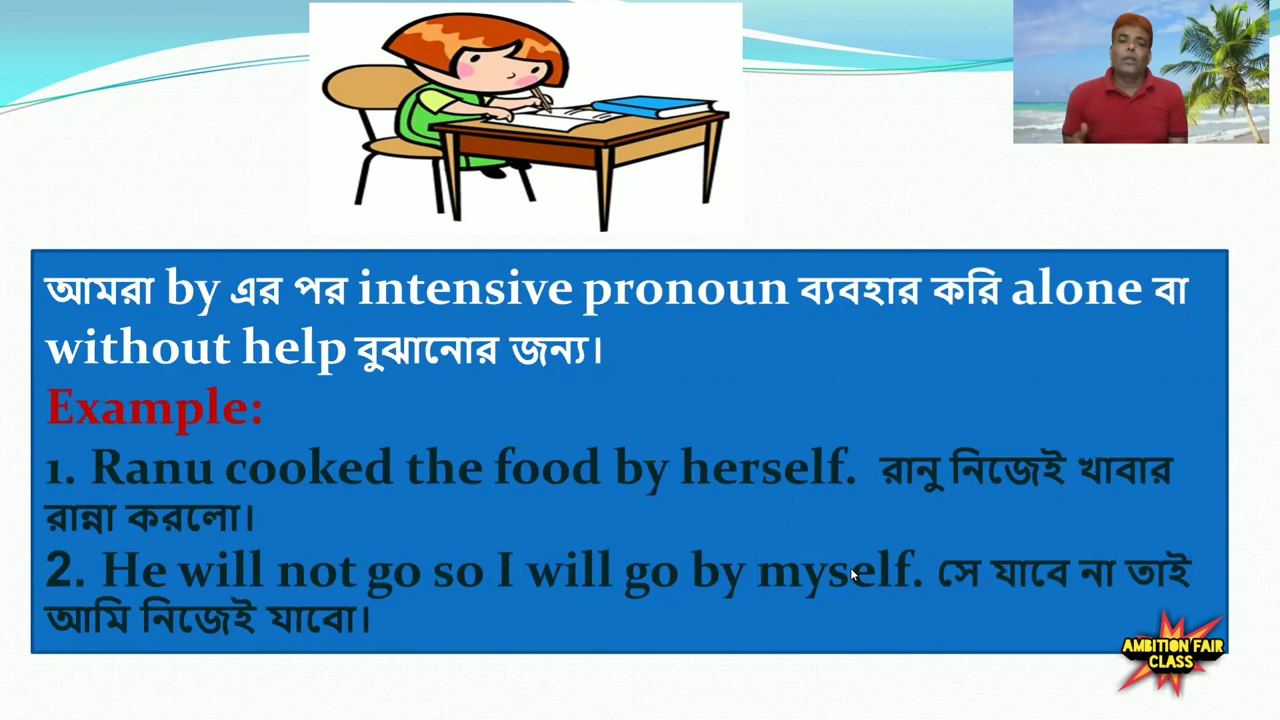 আমরা by এর পর intensive pronoun ব্যবহার করি alone বা
without help বুঝানোর জন্য।
Example:
1. Ranu cooked the food by herself. রানু নিজেই খাবার
রান্না করলো।
2. He will not go so I will go by myself. সে যাবে না তাই
আমি নিজেই যাবো।
AMBITION FAIR
CLASS